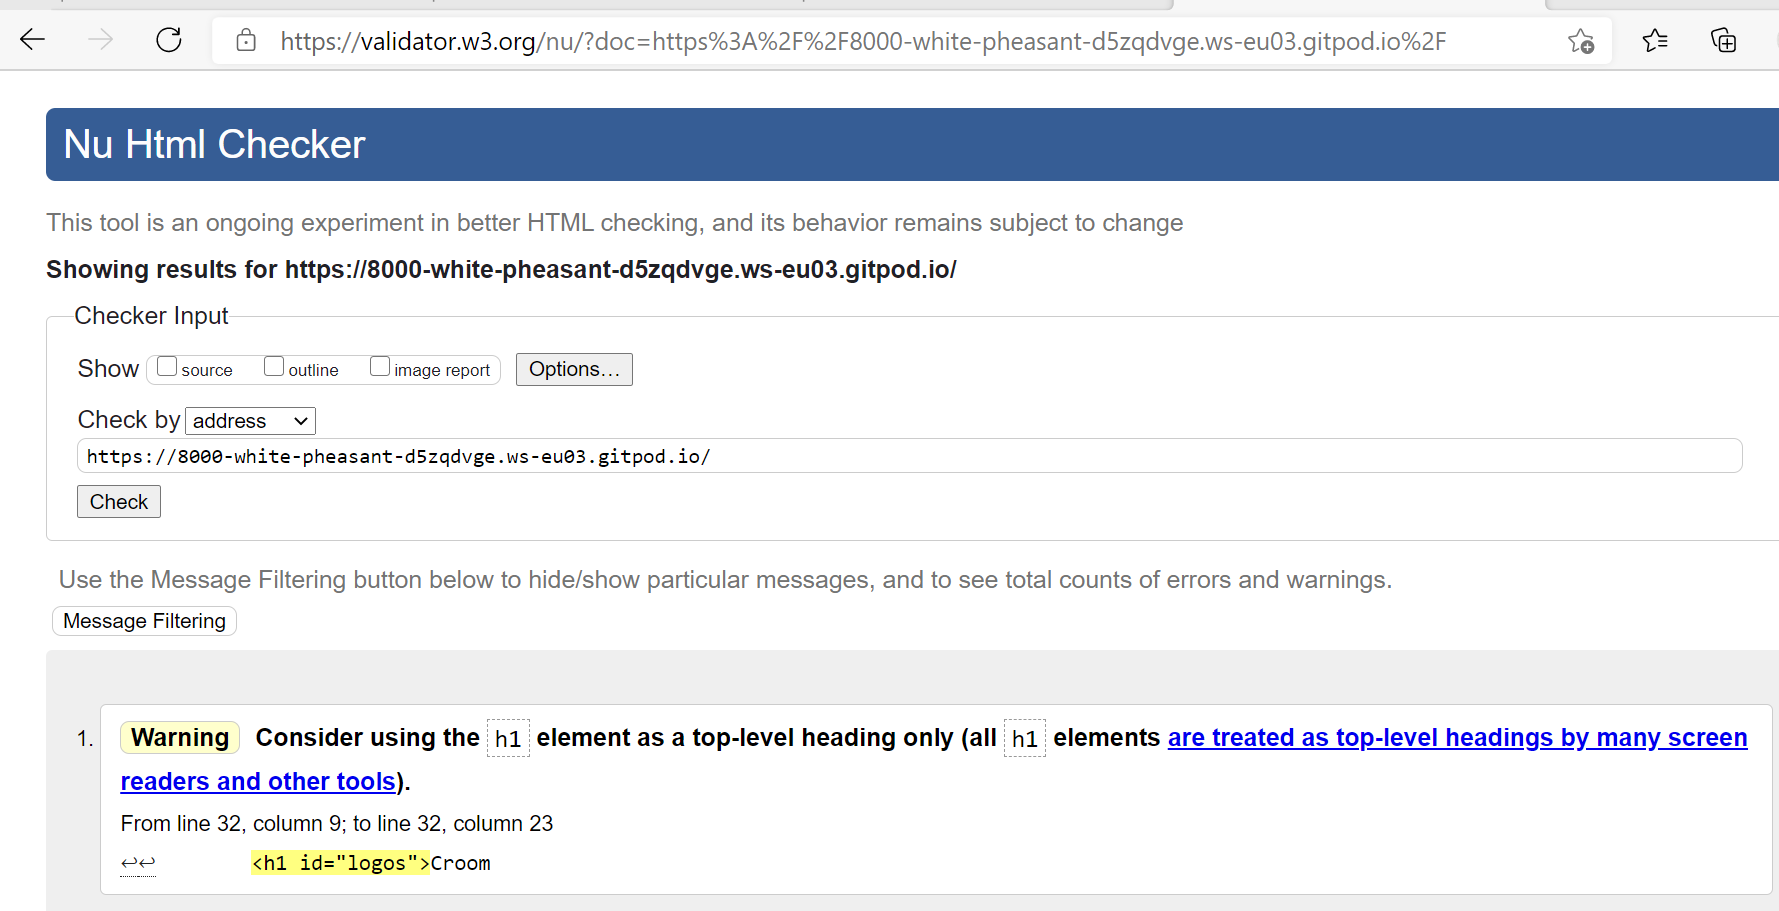 https://validator.w3.org/nu/?doc=https%3A%2F%2F8000-white-pheasant-d5zqdvge.ws-eu03.gitpod.io%2F
Nu Html Checker
This tool is an ongoing experiment in better HTML checking, and its behavior remains subject to change
Showing results for https://8000-white-pheasant-d5zqdvge.ws-eu03.gitpod.io/
Checker Input
Show source outline image report Options…
Check by address
https://8000-white-pheasant-d5zqdvge.ws-eu03.gitpod.io/
Check
Use the Message Filtering button below to hide/show particular messages, and to see total counts of errors and warnings.
Message Filtering
1. Warning Consider using the h1 element as a top-level heading only (all h1 elements are treated as top-level headings by many screen
readers and other tools).
From line 32, column 9; to line 32, column 23
↩↩ <h1 id="logos">Croom